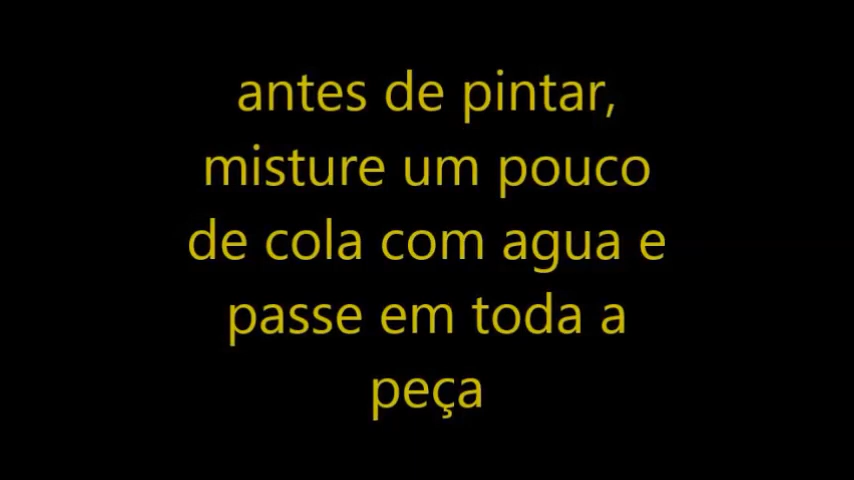 antes de pintar,
misture um pouco
de cola com agua e
passe em toda a
peça